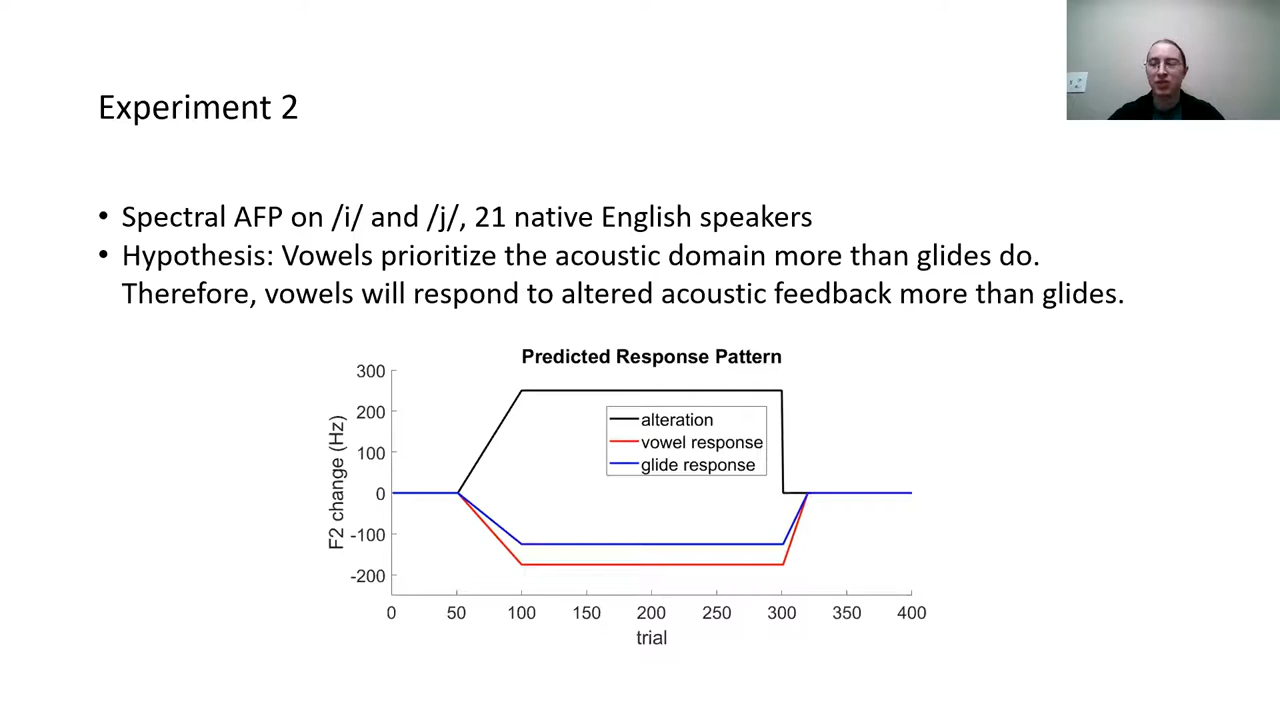 Experiment 2
• Spectral AFP on /i/ and /j/, 21 native English speakers
• Hypothesis: Vowels prioritize the acoustic domain more than glides do.
Therefore, vowels will respond to altered acoustic feedback more than glides.
Predicted Response Pattern
300
200
100
0
-100
-200
F2 change (Hz)
alteration
vowel response
glide response
0 50 100 150 200 250 300 350 400
trial